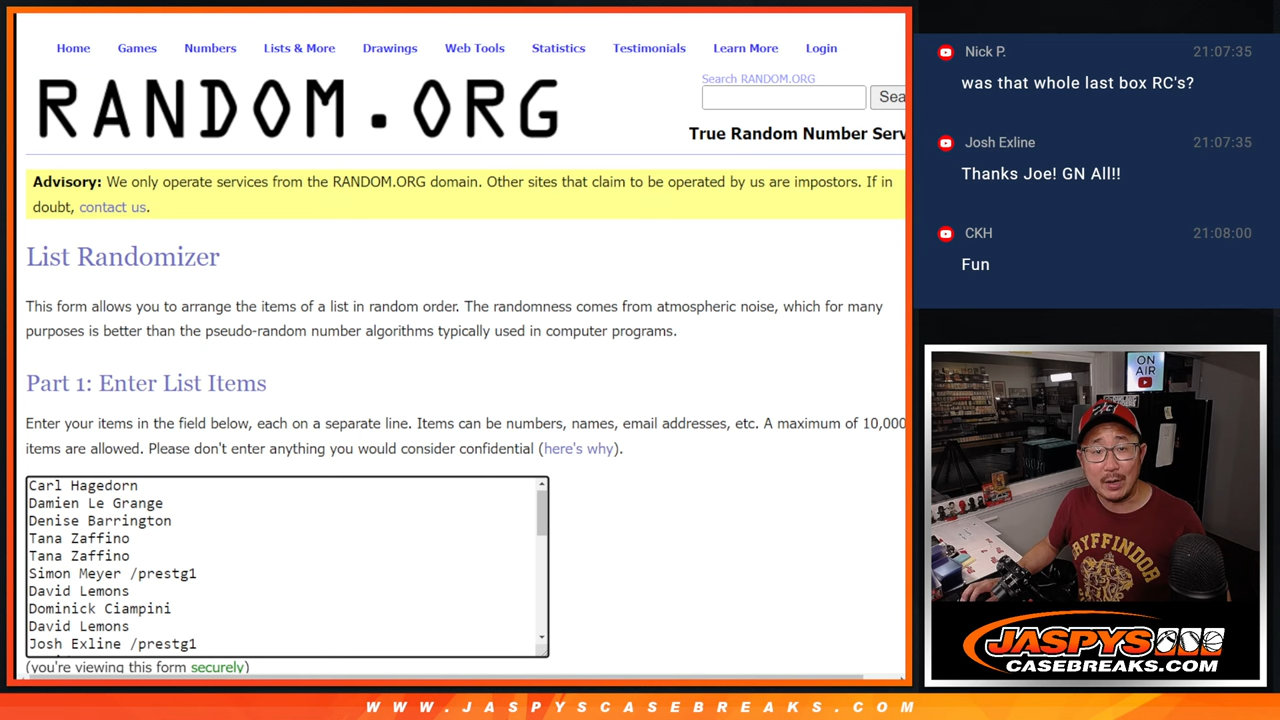 Home Games Numbers Lists & More Drawings Web Tools Statistics Testimonials Learn More Login
RANDOM.ORG
Search RANDOM.ORG
Sea
True Random Number Serv
Advisory: We only operate services from the RANDOM.ORG domain. Other sites that claim to be operated by us are impostors. If in
doubt, contact us.
List Randomizer
This form allows you to arrange the items of a list in random order. The randomness comes from atmospheric noise, which for many
purposes is better than the pseudo-random number algorithms typically used in computer programs.
Part 1: Enter List Items
Enter your items in the field below, each on a separate line. Items can be numbers, names, email addresses, etc. A maximum of 10,000
items are allowed. Please don't enter anything you would consider confidential (here's why).
Carl Hagedorn
Damien Le Grange
Denise Barrington
Tana Zaffino
Tana Zaffino
Simon Meyer /prestg1
David Lemons
Dominick Ciampini
David Lemons
Josh Exline /prestg1
(you're viewing this form securely)
Nick P. 21:07:35
was that whole last box RC's?
Josh Exline 21:07:35
Thanks Joe! GN All!!
CKH 21:08:00
Fun
ON
AIR
GRYFFINDOR
JASPYS
CASEBREAKS.COM
WWW.JASPYSCASEBREAKS.COM